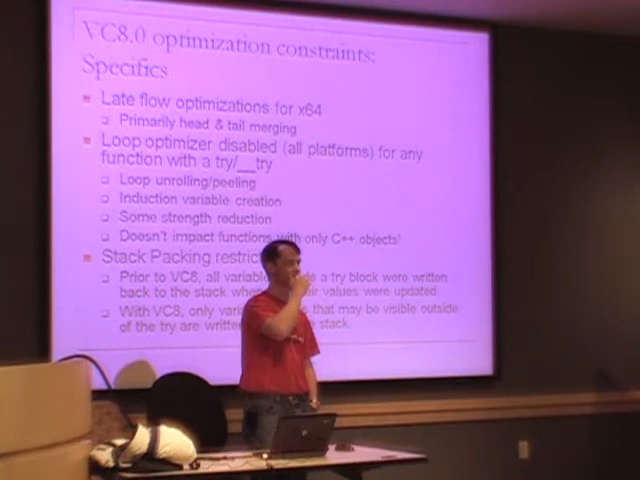 VC8.0 optimization constraints:
Specifics
Late flow optimizations for x64
Primarily head & tail merging
Loop optimizer disabled (all platforms) for any
function with a try/__try
Loop unrolling/peeling
Induction variable creation
Some strength reduction
Doesn't impact functions with only C++ objects!
Stack Packing restric
Prior to VC8, all variabl e a try block were written
back to the stack whe eir values were updated.
With VC8, only vari that may be visible outside
of the try are writte stack.